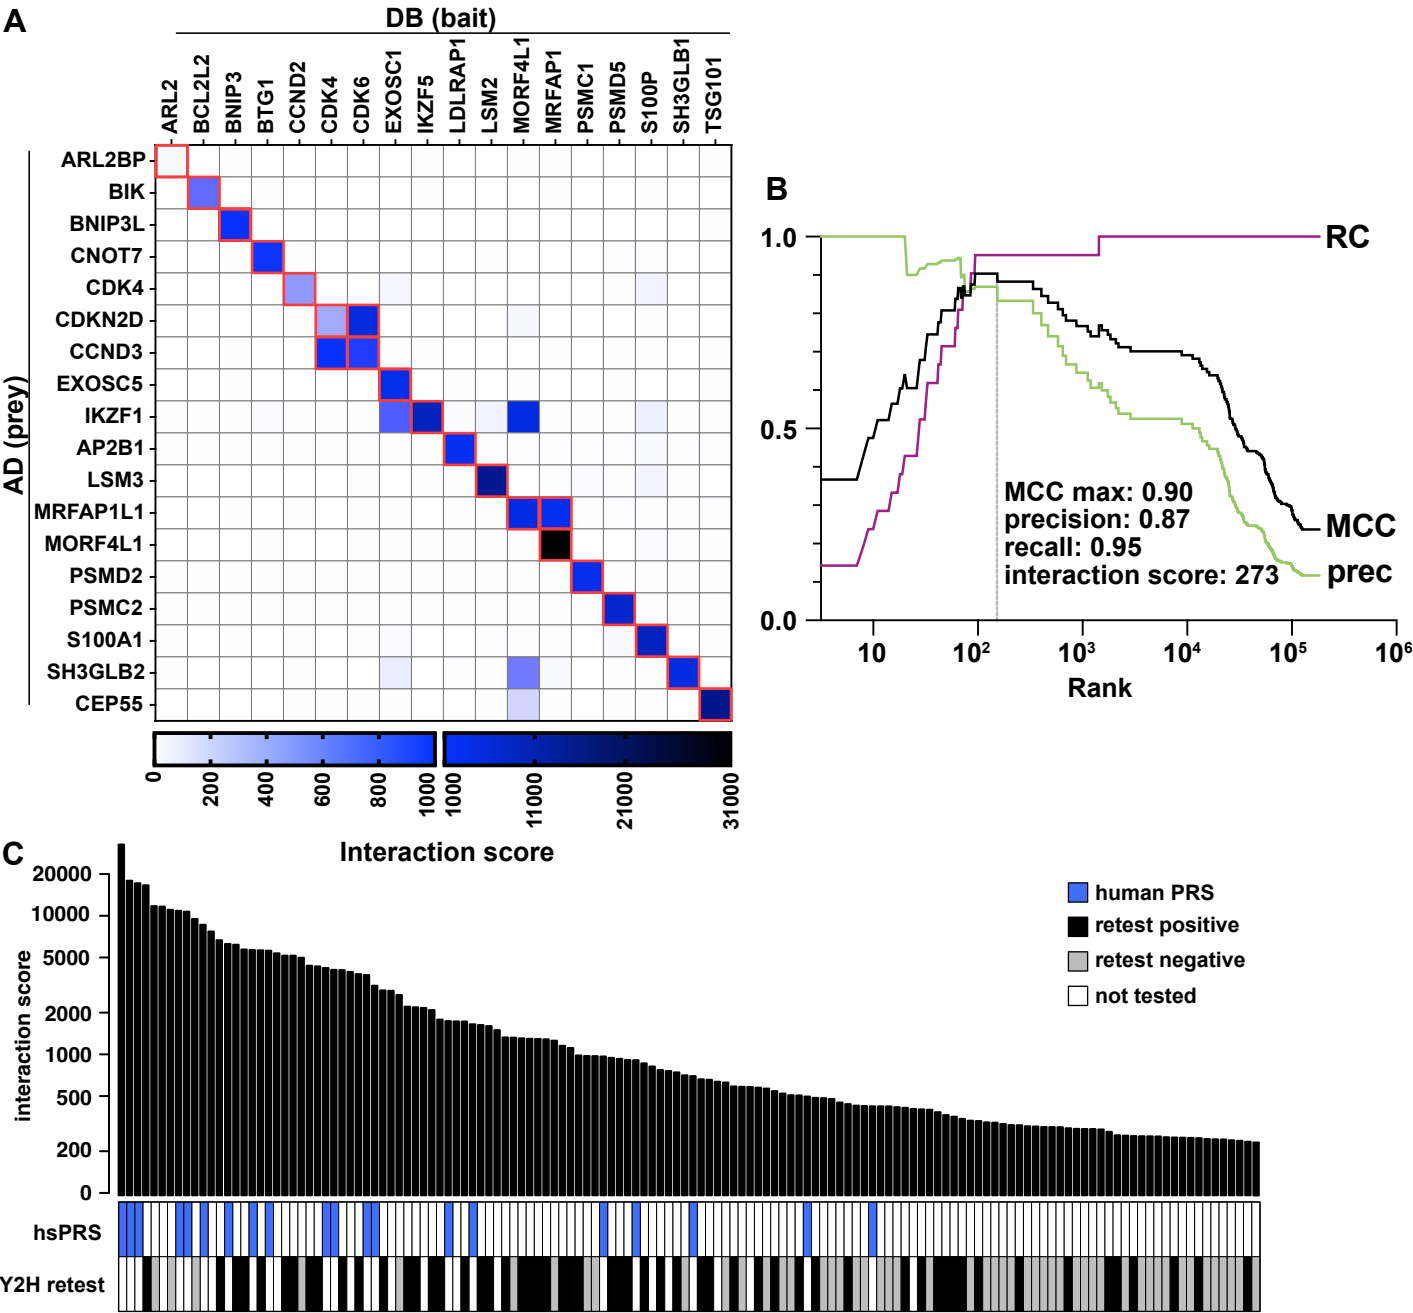 A
DB (bait)
ARL2
BCL2L2
BNIP3
BTG1
CCND2
CDK4
CDK6
EXOSC1
IKZF5
LDLRAP1
LSM2
MORF4L1
MRFAP1
PSMC1
PSMD5
S100P
SH3GLB1
TSG101
AD (prey)
ARL2BP
BIK
BNIP3L
CNOT7
CDK4
CDKN2D
CCND3
EXOSC5
IKZF1
AP2B1
LSM3
MRFAP1L1
MORF4L1
PSMD2
PSMC2
S100A1
SH3GLB2
CEP55
0
200
400
600
800
1000
1000
11000
21000
31000
Interaction score
B
1.0
0.5
0.0
RC
MCC
prec
MCC max: 0.90
precision: 0.87
recall: 0.95
interaction score: 273
10
10²
10³
10⁴
10⁵
10⁶
Rank
C
interaction score
20000
10000
5000
2000
1000
500
200
0
human PRS
retest positive
retest negative
not tested
hsPRS
Y2H retest